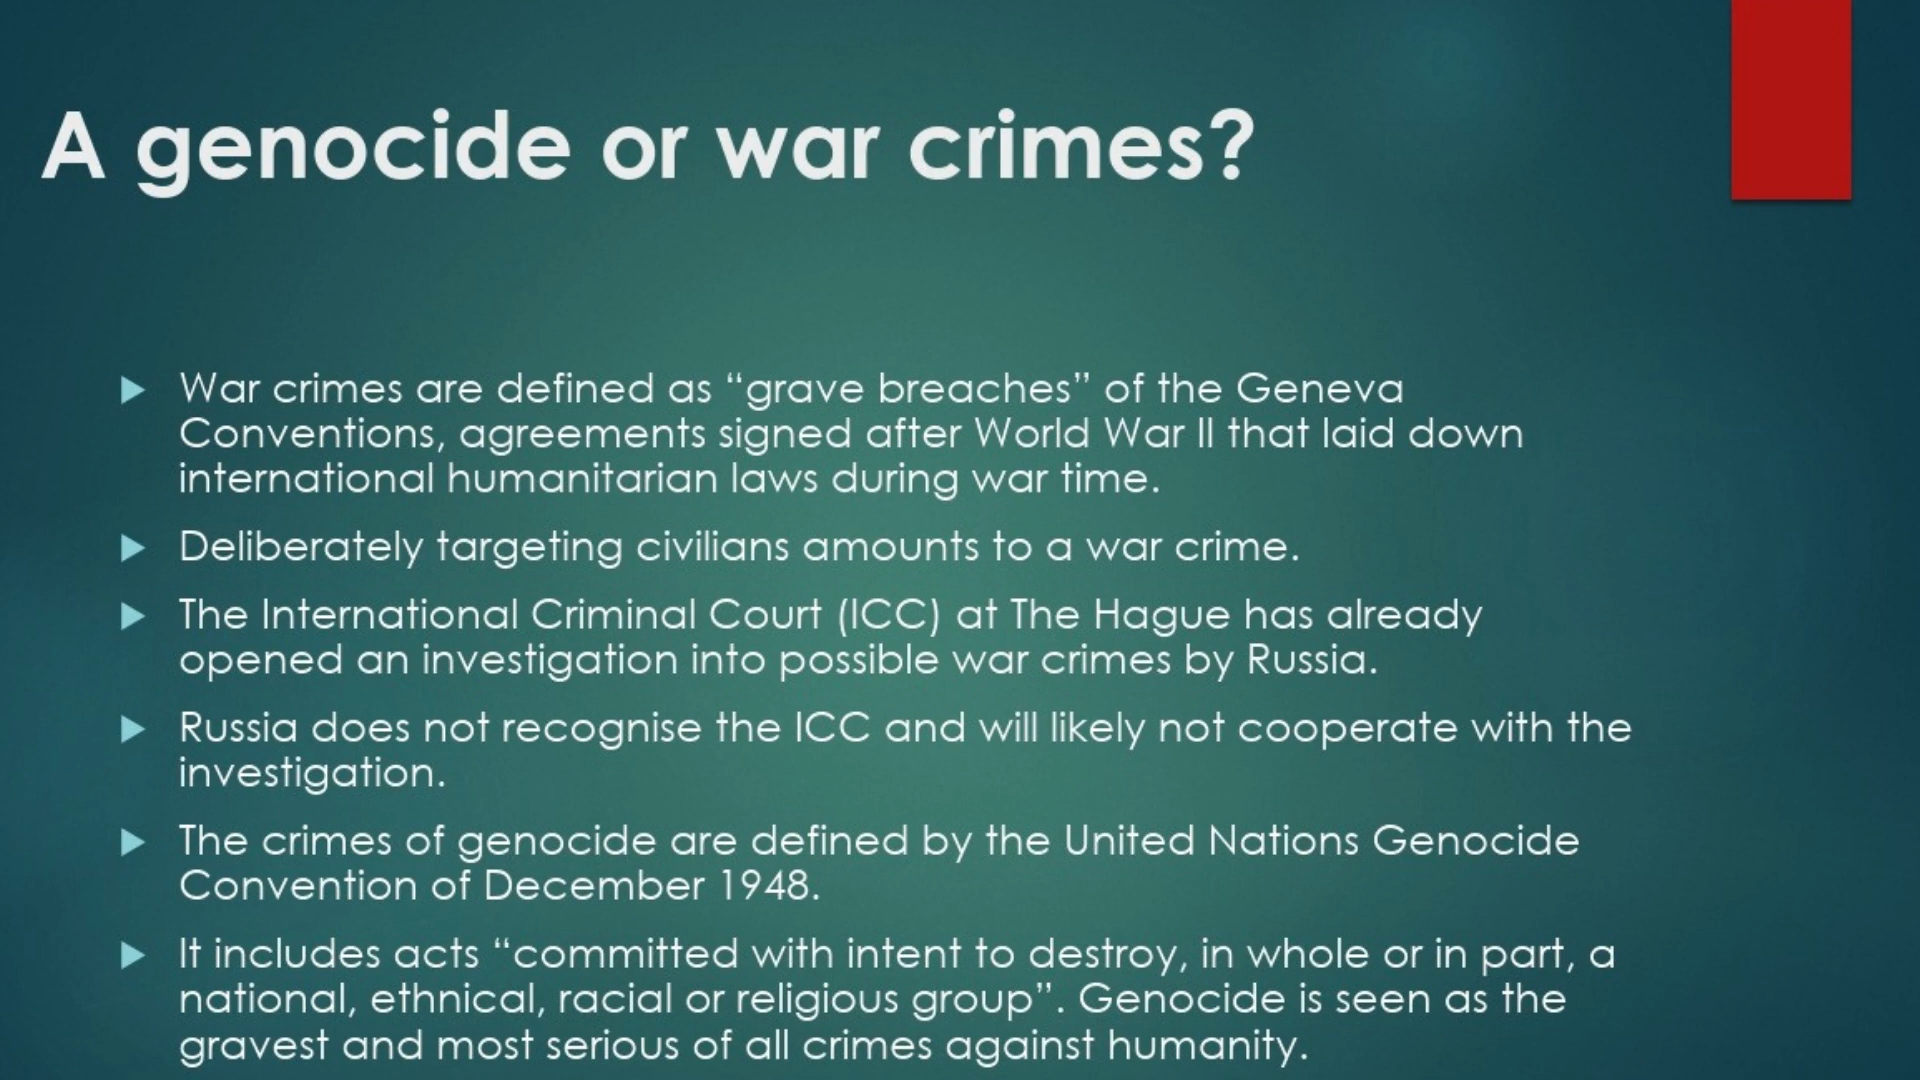 A genocide or war crimes?
War crimes are defined as “grave breaches” of the Geneva
Conventions, agreements signed after World War II that laid down
international humanitarian laws during war time.
Deliberately targeting civilians amounts to a war crime.
The International Criminal Court (ICC) at The Hague has already
opened an investigation into possible war crimes by Russia.
Russia does not recognise the ICC and will likely not cooperate with the
investigation.
The crimes of genocide are defined by the United Nations Genocide
Convention of December 1948.
It includes acts “committed with intent to destroy, in whole or in part, a
national, ethnical, racial or religious group”. Genocide is seen as the
gravest and most serious of all crimes against humanity.